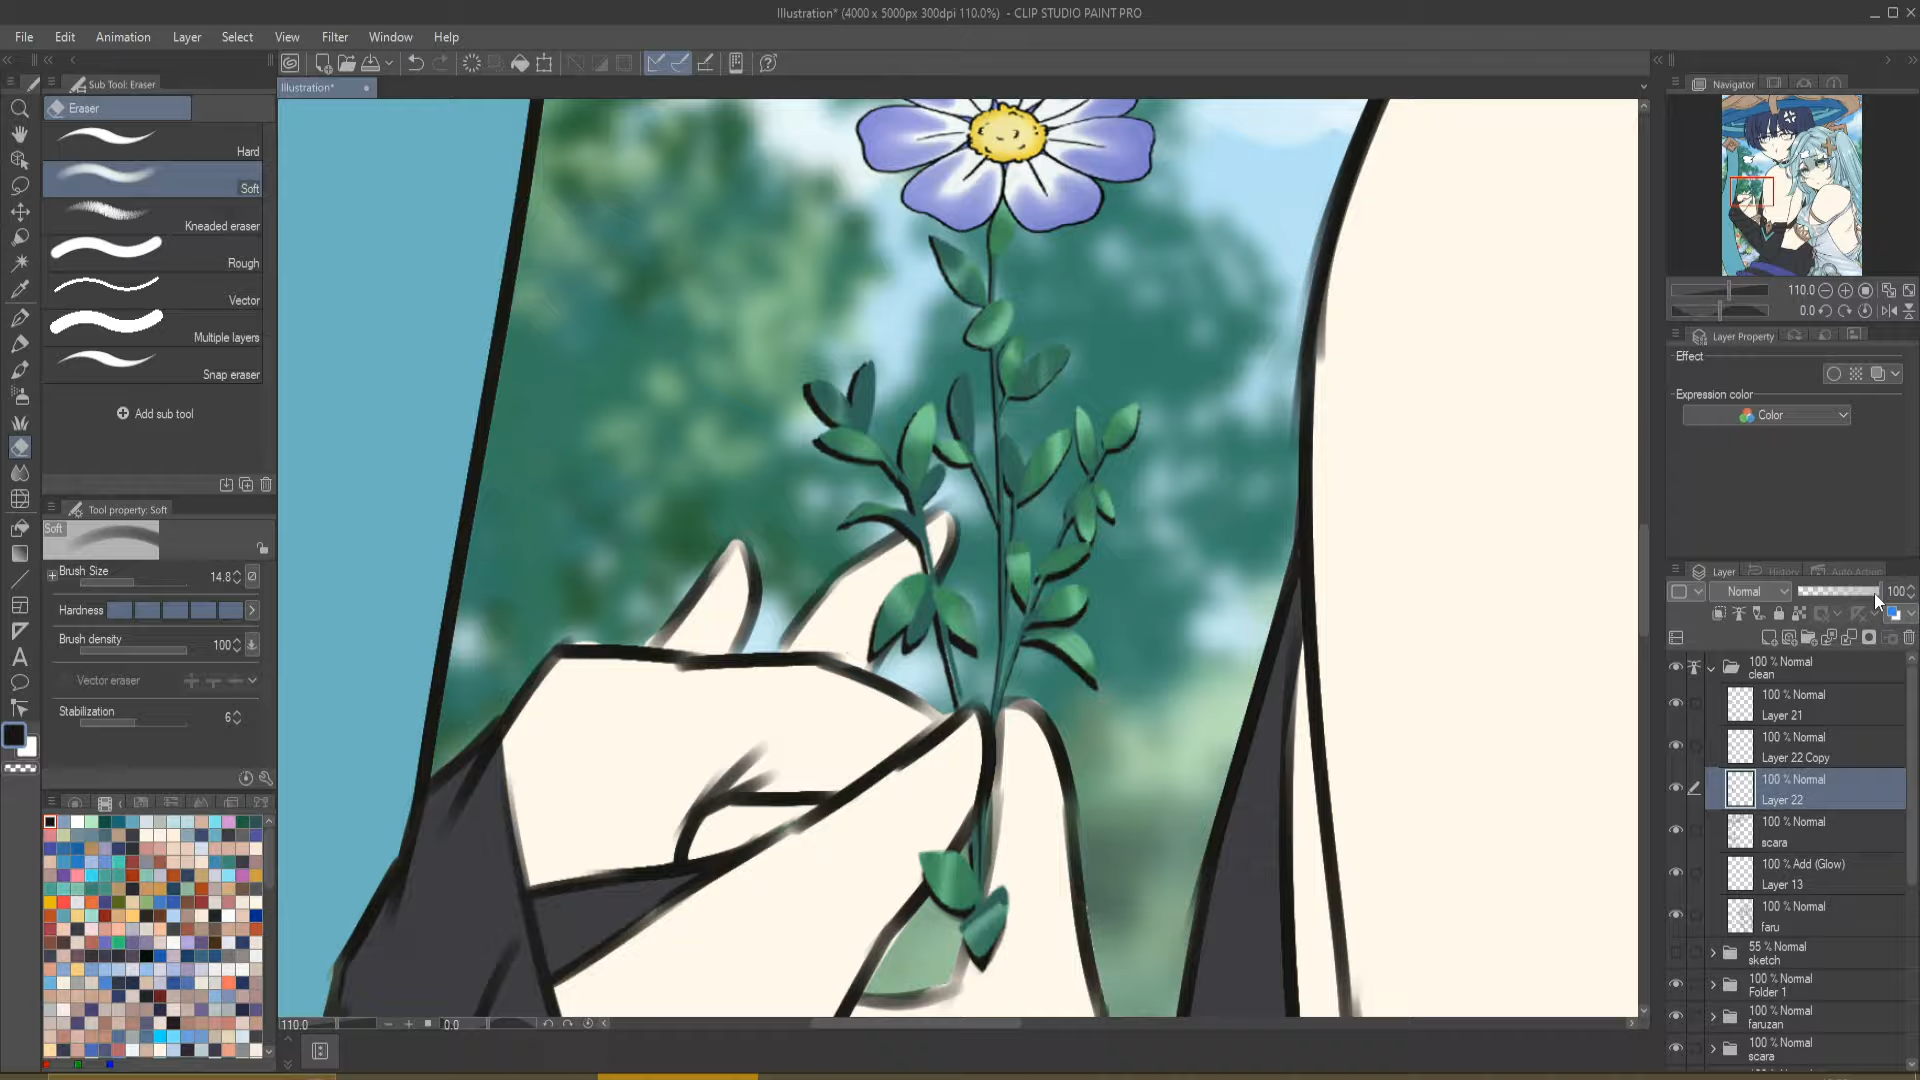 Illustration* (4000 x 5000px 300dpi 110.0%) - CLIP STUDIO PAINT PRO
File Edit Animation Layer Select View Filter Window Help
Sub Tool: Eraser
Illustration*
Navigator
Eraser
Hard
Soft
Kneaded eraser
Rough
Vector
Multiple layers
Snap eraser
Add sub tool
110.0
0.0
Layer Property
Effect
Expression color
Color
Tool property: Soft
Soft
Brush Size 14.8
Hardness
Brush density 100
Vector eraser
Stabilization 6
Layer History Auto Action
Normal 100
100 % Normal
clean
100 % Normal
Layer 21
100 % Normal
Layer 22 Copy
100 % Normal
Layer 22
100 % Normal
scara
100 % Add (Glow)
Layer 13
100 % Normal
faru
55 % Normal
sketch
100 % Normal
Folder 1
100 % Normal
faruzan
100 % Normal
scara
110.0 0.0